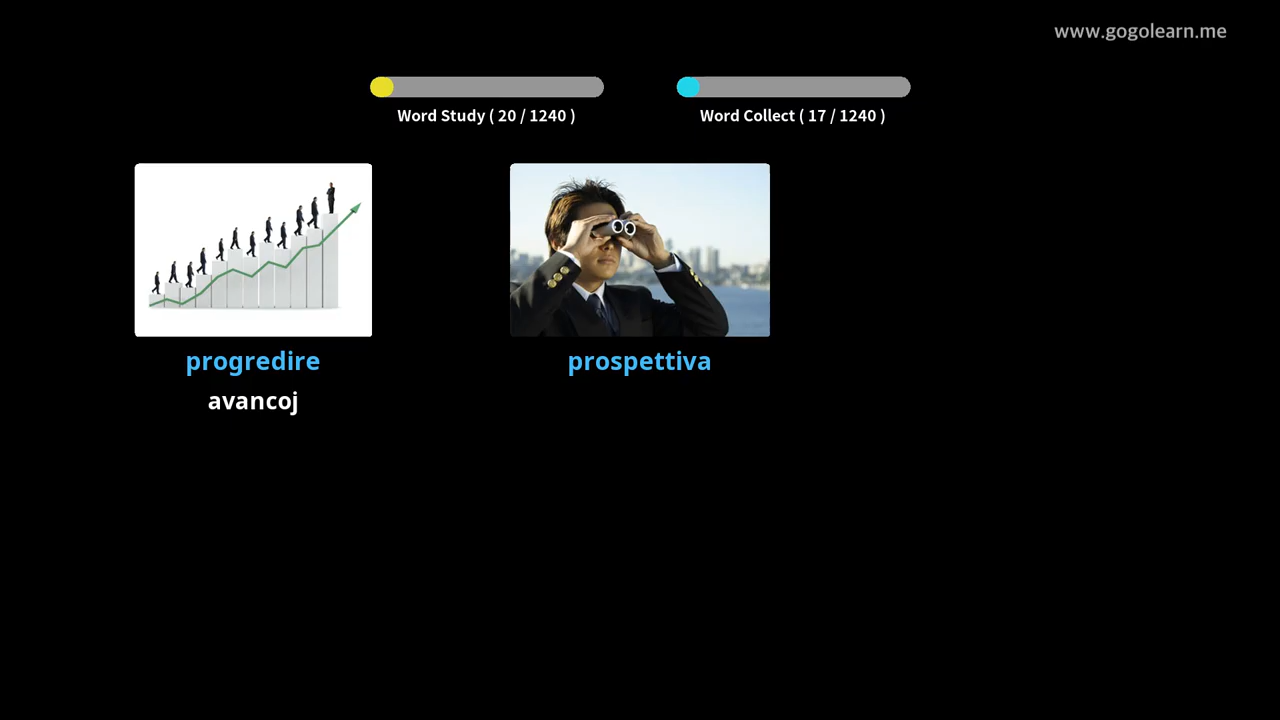 www.gogolearn.me
Word Study ( 20 / 1240 )
Word Collect ( 17 / 1240 )
progredire
prospettiva
avancoj